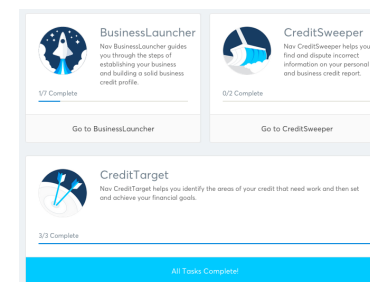 BusinessLauncher
Nav BusinessLauncher guides
you through the steps of
establishing your business
and building a solid business
credit profile.
1/7 Complete
Go to BusinessLauncher
CreditSweeper
Nav CreditSweeper helps you
find and dispute incorrect
information on your personal
and business credit report.
0/2 Complete
Go to CreditSweeper
CreditTarget
Nav CreditTarget helps you identify the areas of your credit that need work and then set
and achieve your financial goals.
3/3 Complete
All Tasks Complete!